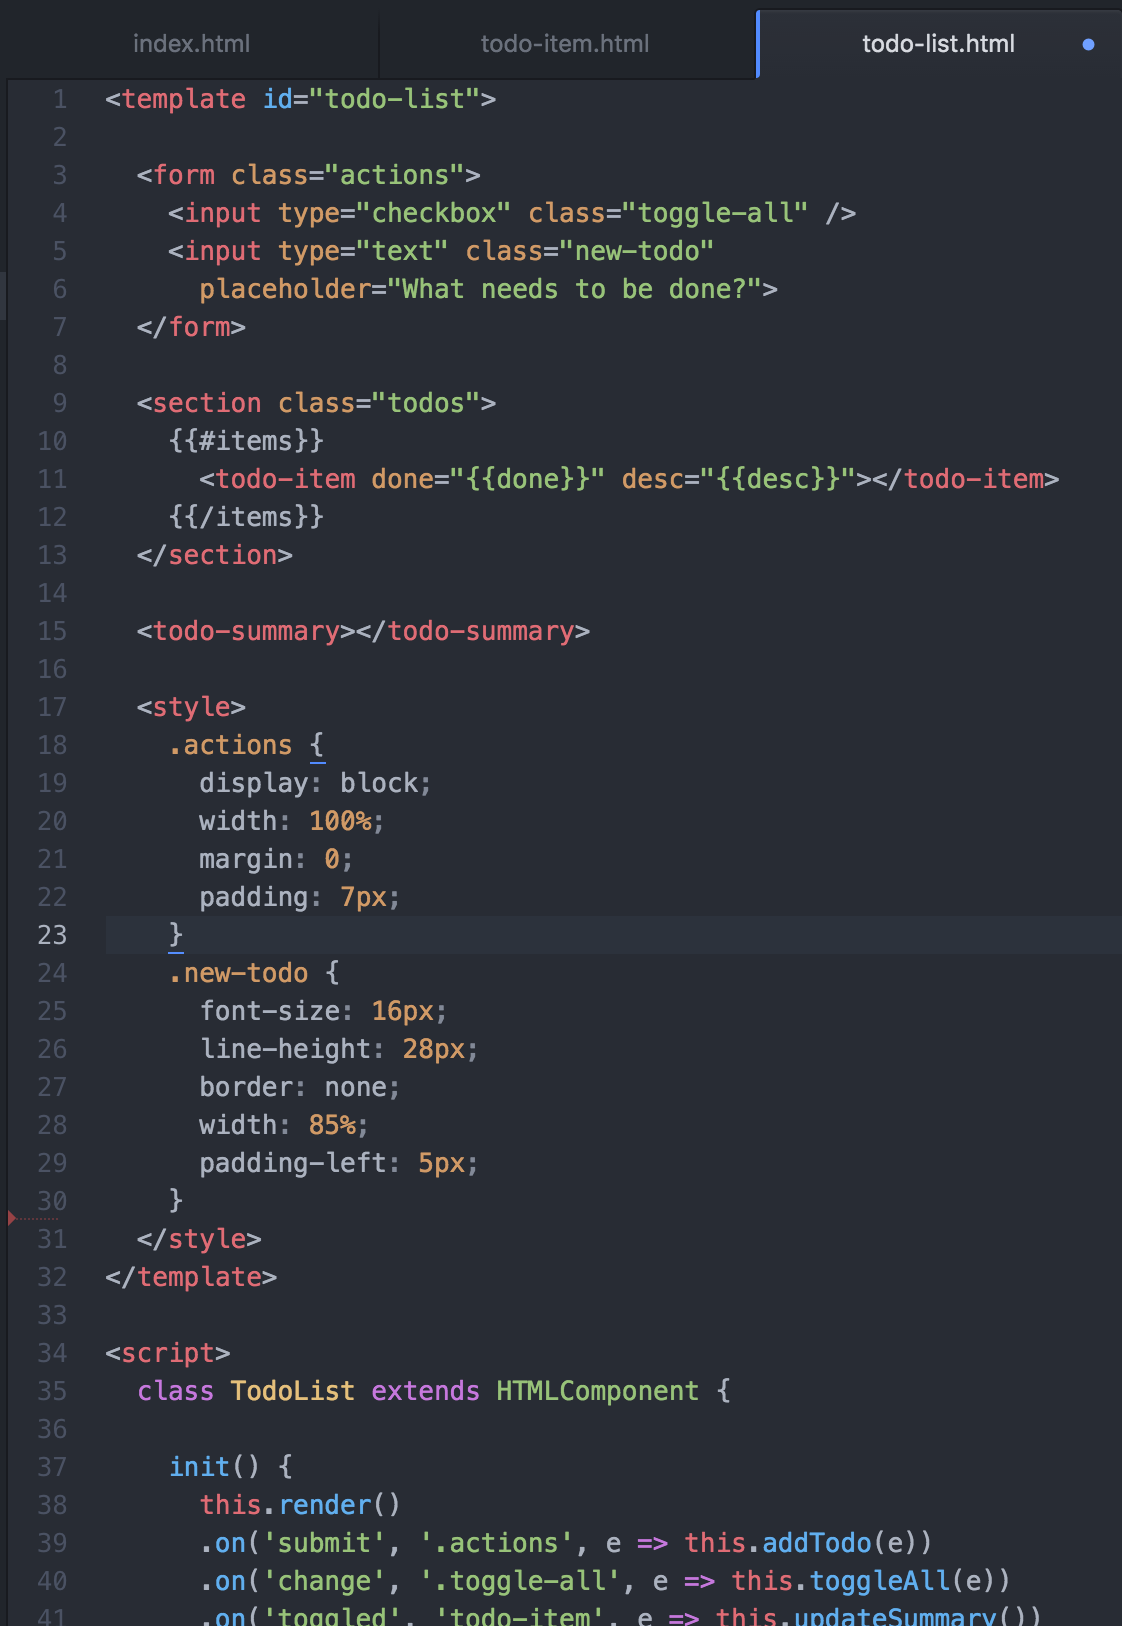 index.html todo-item.html todo-list.html
1 <template id="todo-list">
2
3   <form class="actions">
4     <input type="checkbox" class="toggle-all" />
5     <input type="text" class="new-todo"
6       placeholder="What needs to be done?">
7   </form>
8
9   <section class="todos">
10     {{#items}}
11       <todo-item done="{{done}}" desc="{{desc}}"></todo-item>
12     {{/items}}
13   </section>
14
15   <todo-summary></todo-summary>
16
17   <style>
18     .actions {
19       display: block;
20       width: 100%;
21       margin: 0;
22       padding: 7px;
23     }
24     .new-todo {
25       font-size: 16px;
26       line-height: 28px;
27       border: none;
28       width: 85%;
29       padding-left: 5px;
30     }
31   </style>
32 </template>
33
34 <script>
35   class TodoList extends HTMLComponent {
36
37     init() {
38       this.render()
39       .on('submit', '.actions', e => this.addTodo(e))
40       .on('change', '.toggle-all', e => this.toggleAll(e))
41       .on('toggled', 'todo-item', e => this.updateSummary())